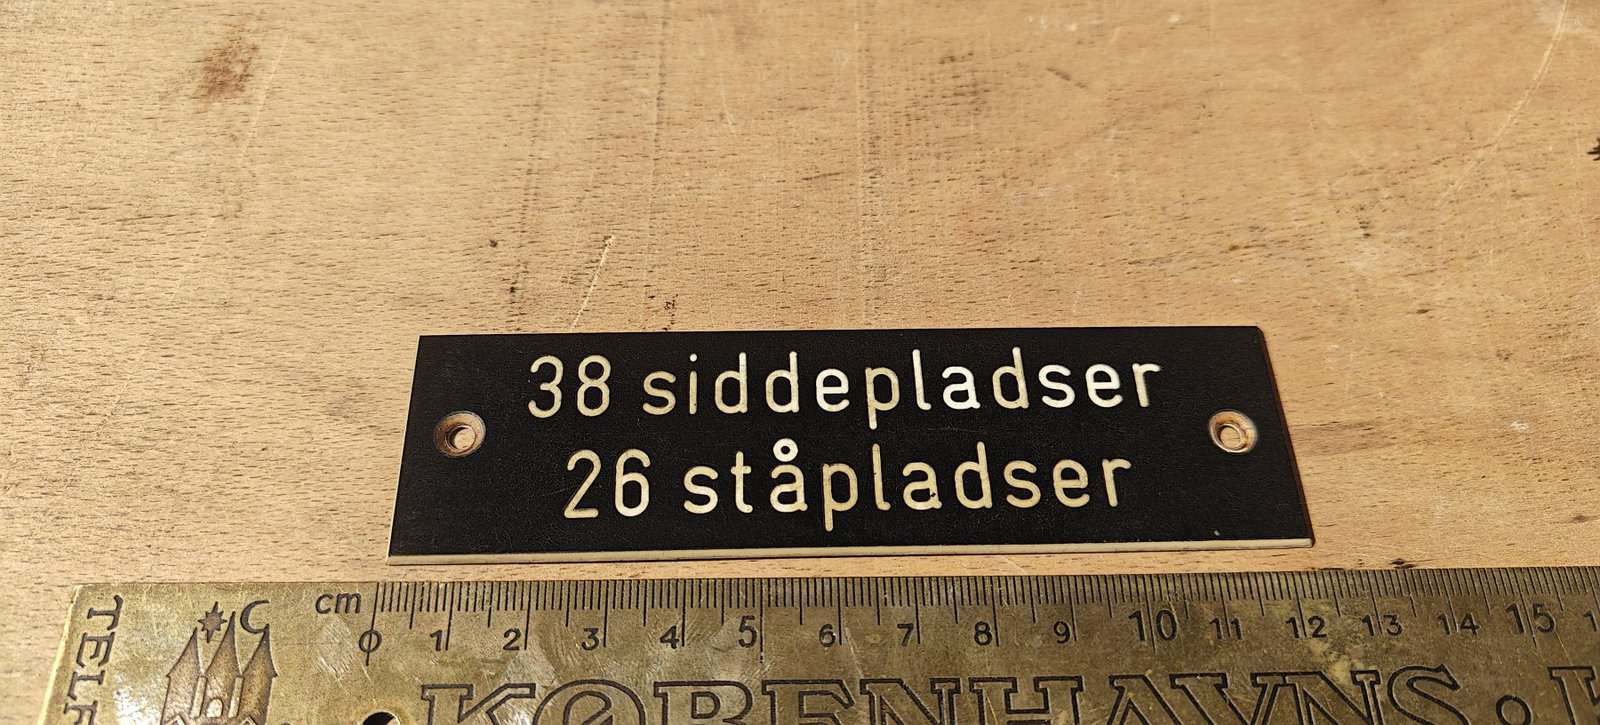 38 siddepladser
26 ståpladser
cm
0 1 2 3 4 5 6 7 8 9 10 11 12 13 14 15
KØBENHAVNS